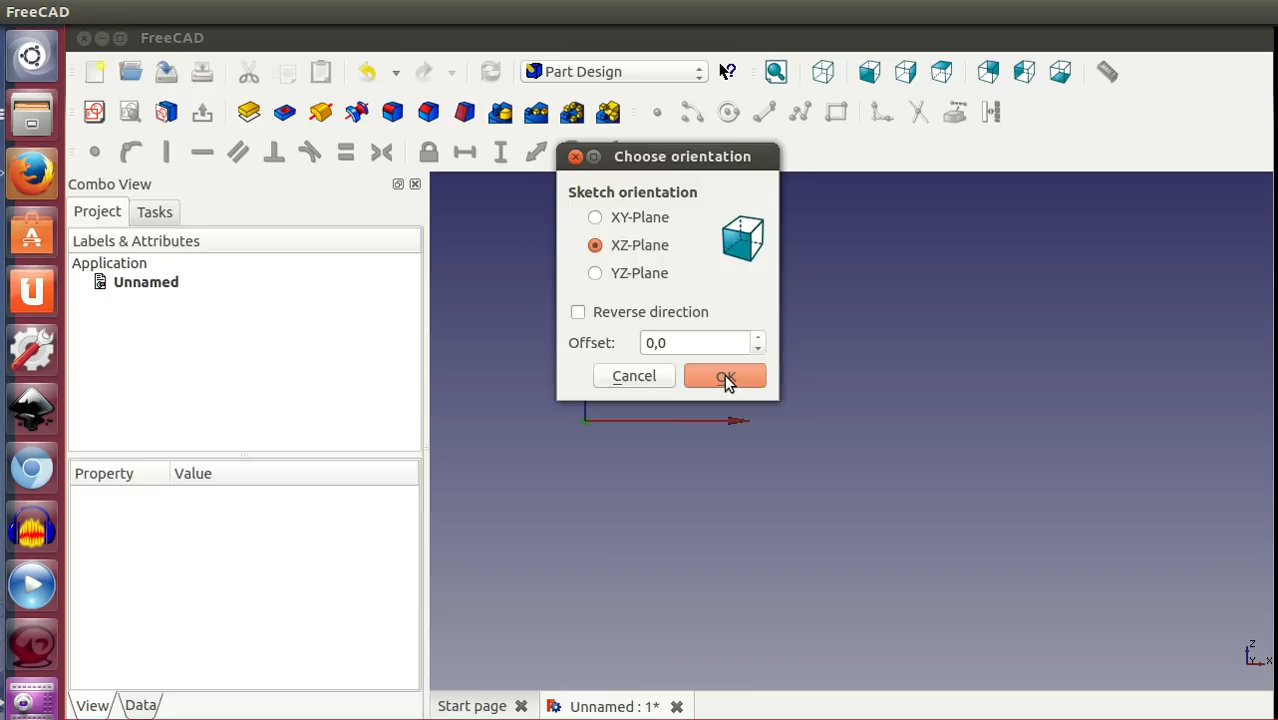 FreeCAD
FreeCAD
Part Design
Choose orientation
Combo View
Sketch orientation
Project Tasks
XY-Plane
Labels & Attributes
XZ-Plane
Application
YZ-Plane
Unnamed
Reverse direction
Offset: 0,0
Cancel OK
Property Value
Z
Y X
View Data
Start page
Unnamed : 1*